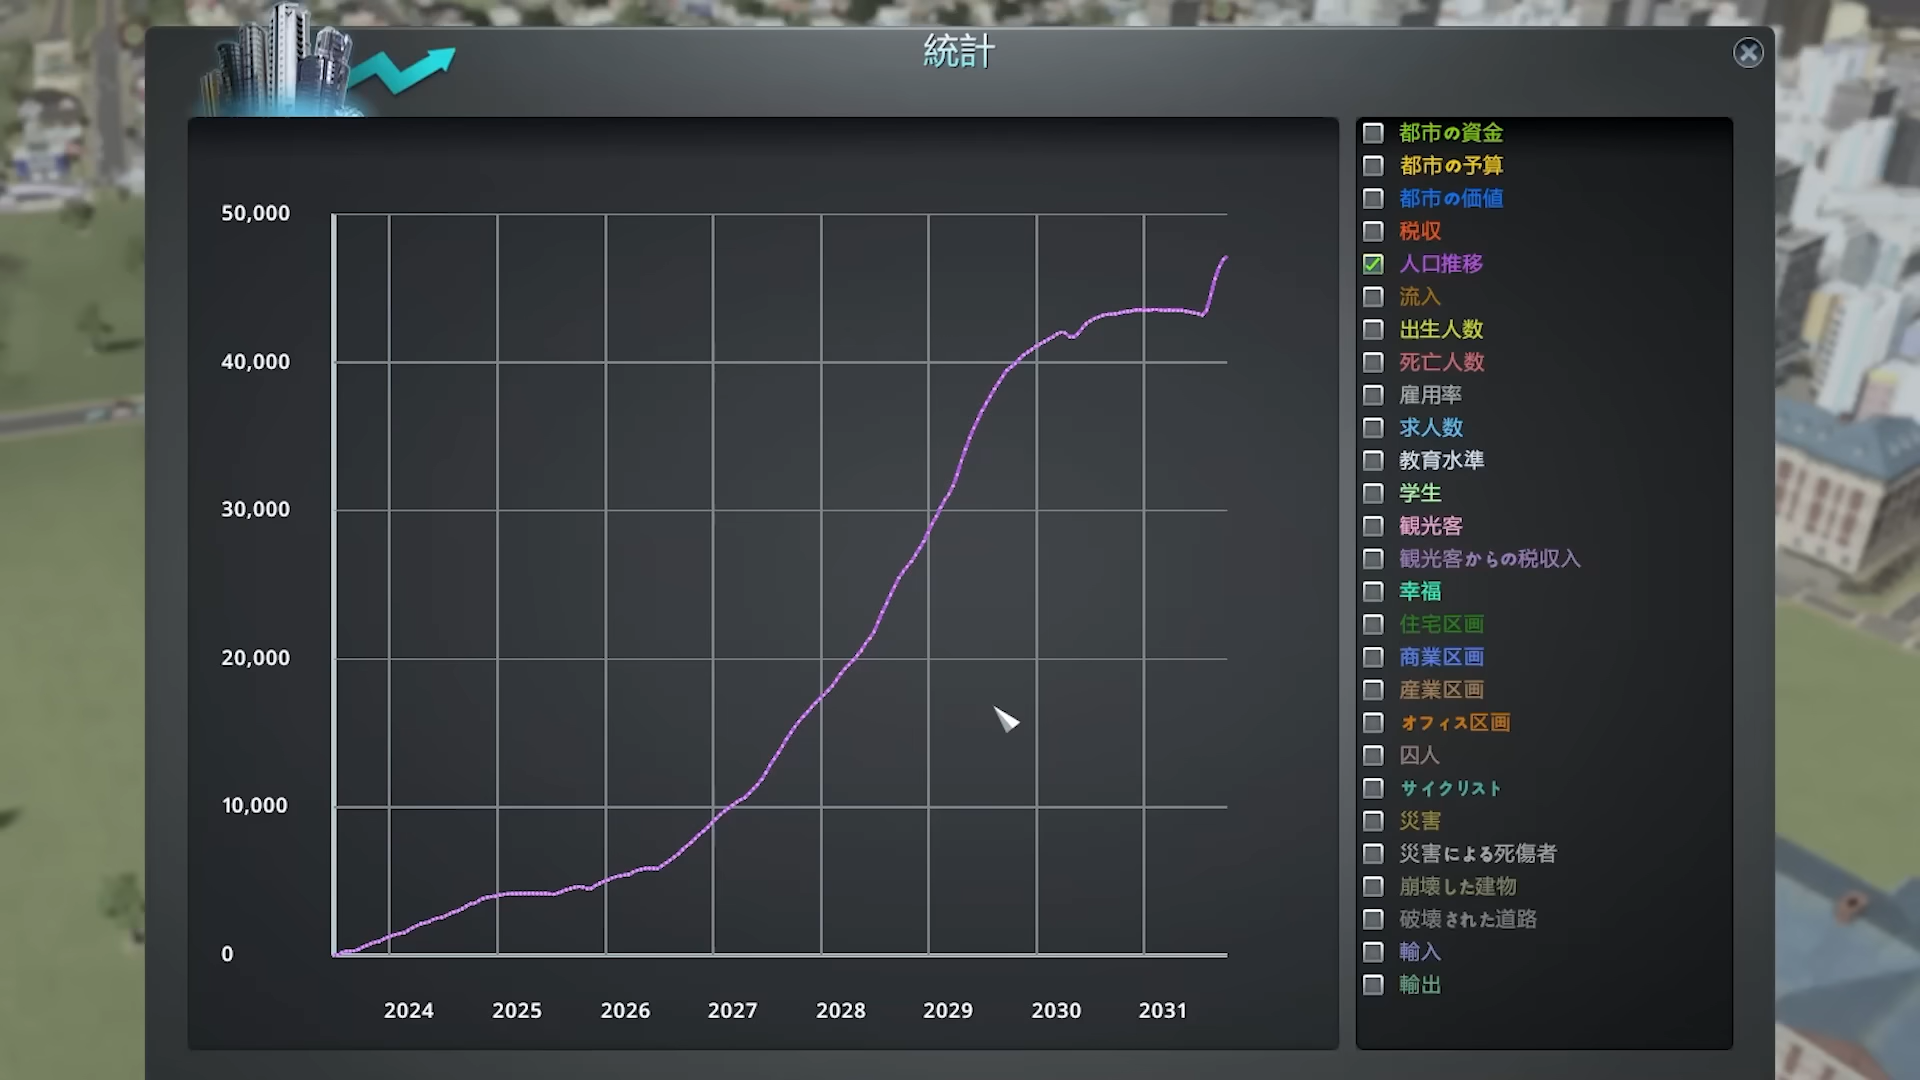 統計
50,000
40,000
30,000
20,000
10,000
0
2024 2025 2026 2027 2028 2029 2030 2031
都市の資金
都市の予算
都市の価値
税収
人口推移
流入
出生人数
死亡人数
雇用率
求人数
教育水準
学生
観光客
観光客からの税収入
幸福
住宅区画
商業区画
産業区画
オフィス区画
囚人
サイクリスト
災害
災害による死傷者
崩壊した建物
破壊された道路
輸入
輸出